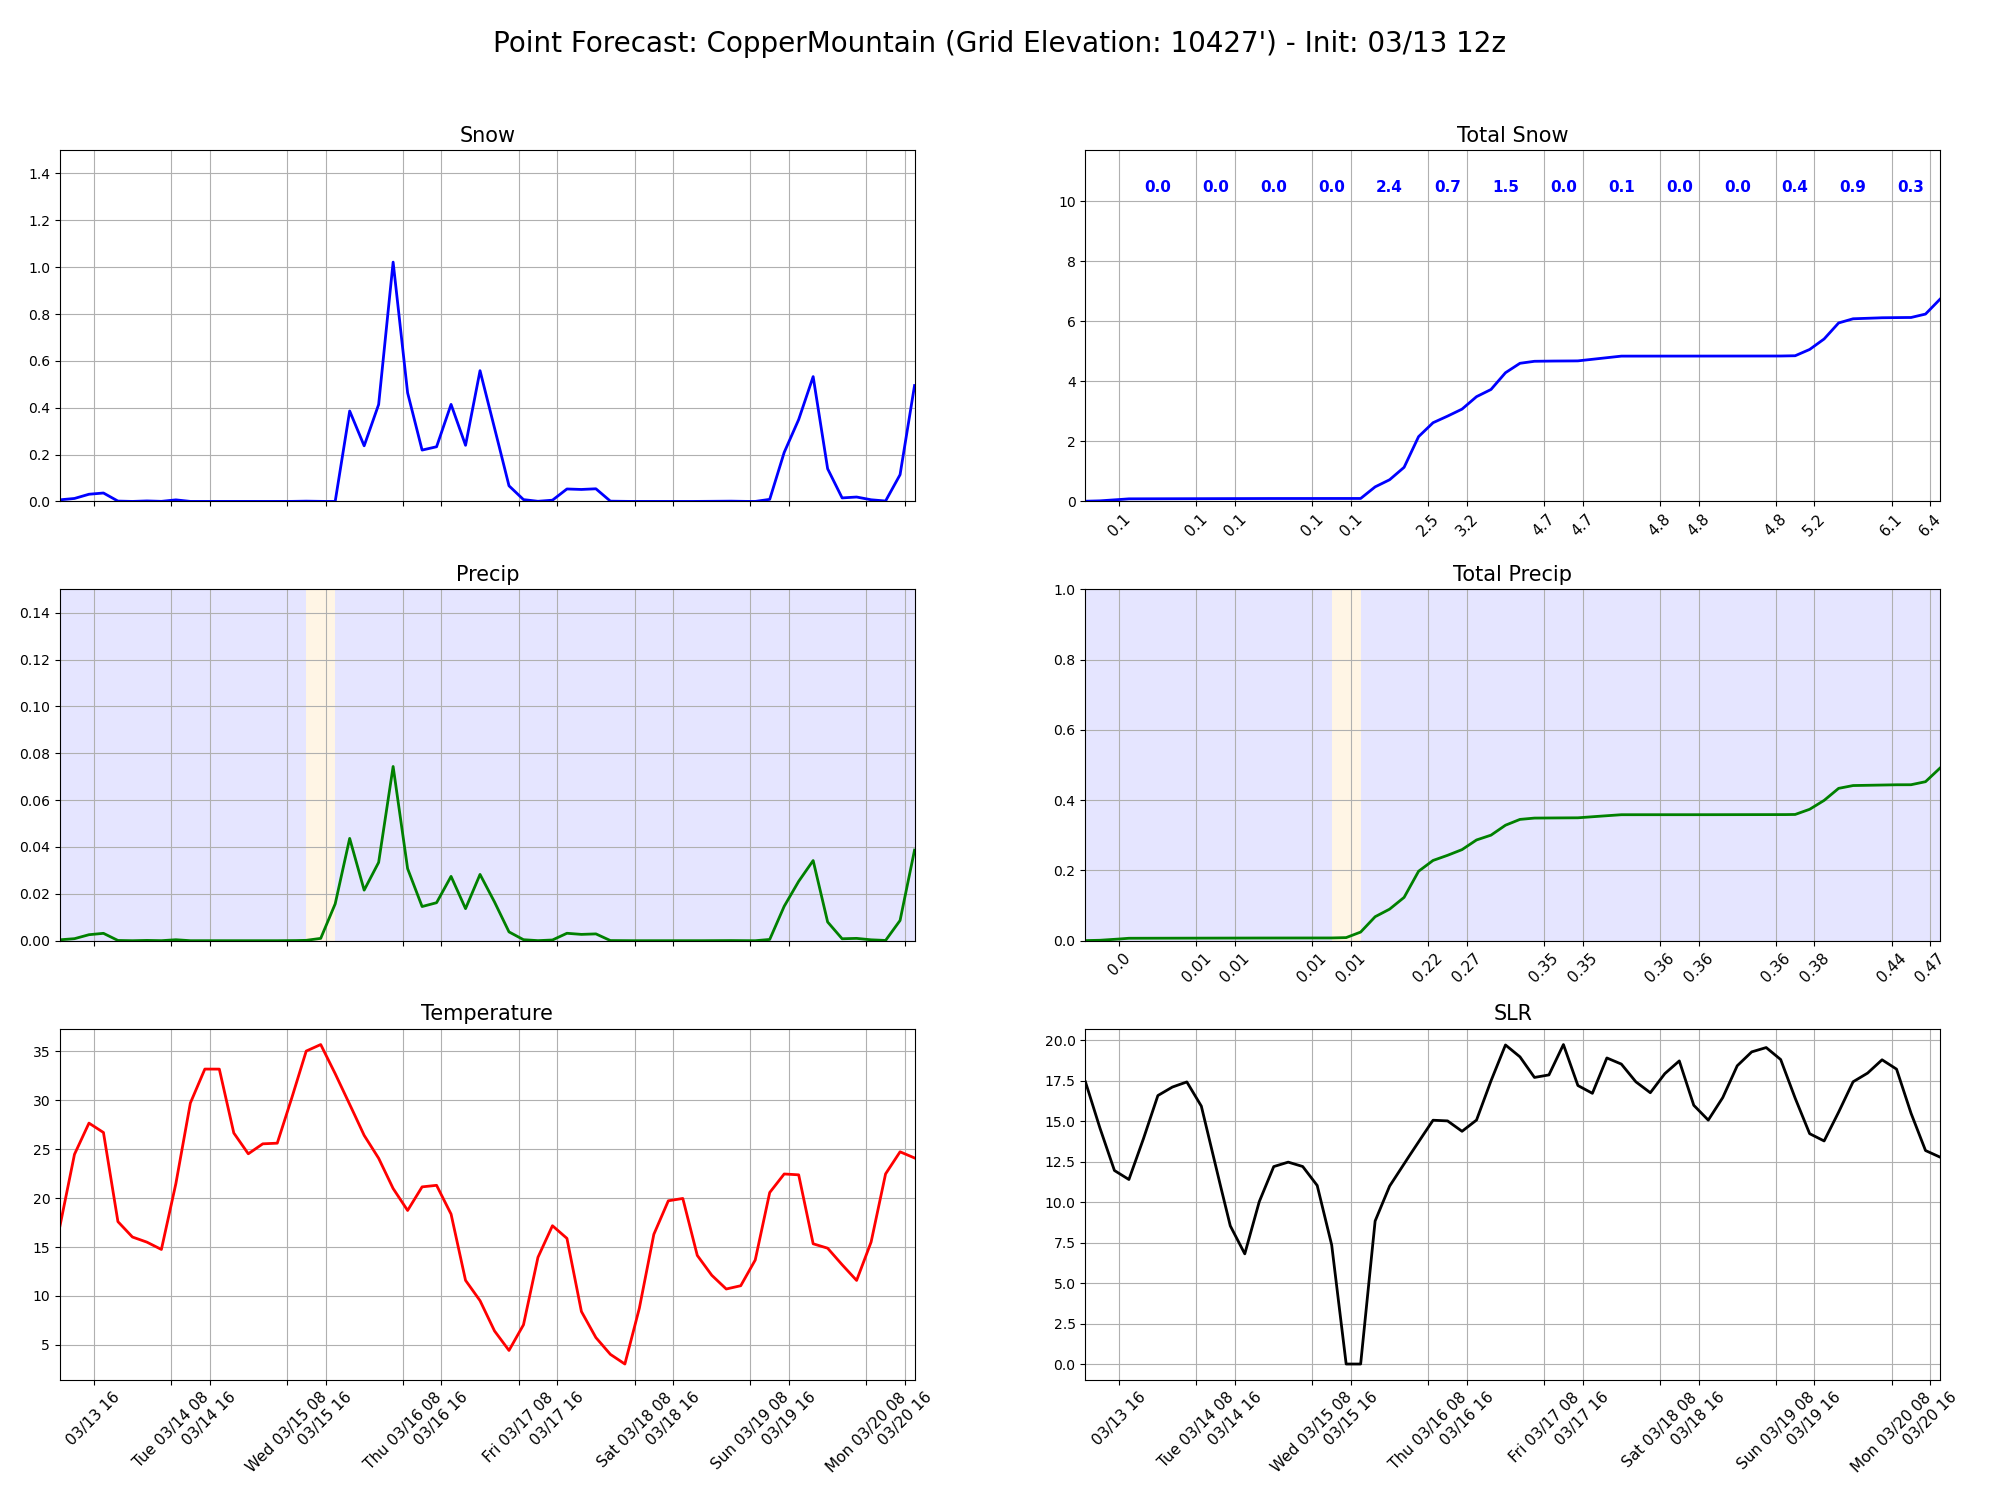 Point Forecast: CopperMountain (Grid Elevation: 10427') - Init: 03/13 12z
Snow
1.4
1.2
1.0
0.8
0.6
0.4
0.2
0.0
Total Snow
0.0 0.0 0.0 0.0 2.4 0.7 1.5 0.0 0.1 0.0 0.0 0.4 0.9 0.3
10
8
6
4
2
0
0.1 0.1 0.1 0.1 0.1 2.5 3.2 4.7 4.7 4.8 4.8 4.8 5.2 6.1 6.4
Precip
0.14
0.12
0.10
0.08
0.06
0.04
0.02
0.00
Total Precip
1.0
0.8
0.6
0.4
0.2
0.0
0.0 0.01 0.01 0.01 0.01 0.22 0.27 0.35 0.35 0.36 0.36 0.36 0.38 0.44 0.47
Temperature
35
30
25
20
15
10
5
03/13 16
Tue 03/14 08
03/14 16
Wed 03/15 08
03/15 16
Thu 03/16 08
03/16 16
Fri 03/17 08
03/17 16
Sat 03/18 08
03/18 16
Sun 03/19 08
03/19 16
Mon 03/20 08
03/20 16
SLR
20.0
17.5
15.0
12.5
10.0
7.5
5.0
2.5
0.0
03/13 16
Tue 03/14 08
03/14 16
Wed 03/15 08
03/15 16
Thu 03/16 08
03/16 16
Fri 03/17 08
03/17 16
Sat 03/18 08
03/18 16
Sun 03/19 08
03/19 16
Mon 03/20 08
03/20 16